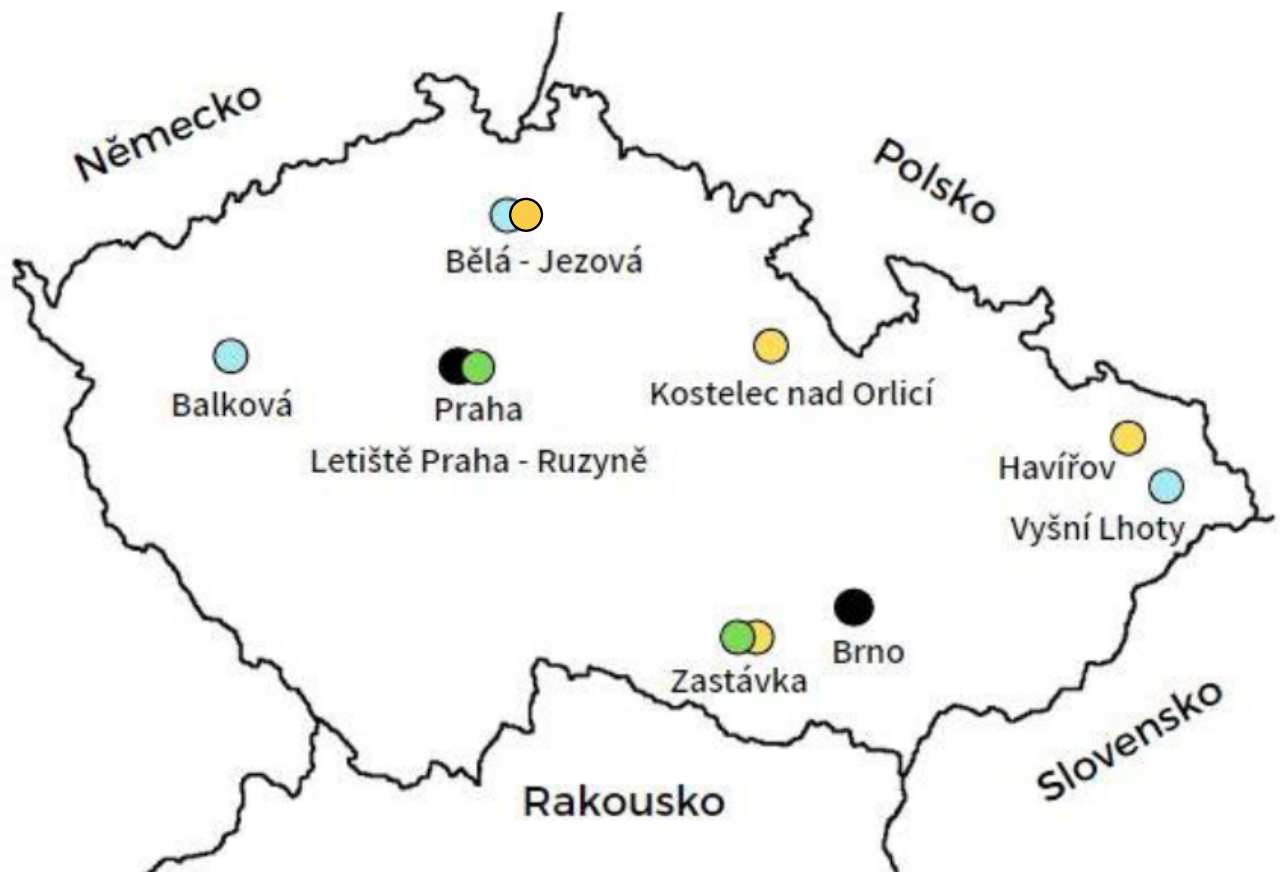 Německo
Polsko
Bělá - Jezová
Balková
Praha
Letiště Praha - Ruzyně
Kostelec nad Orlicí
Havířov
Vyšní Lhoty
Zastávka
Brno
Slovensko
Rakousko